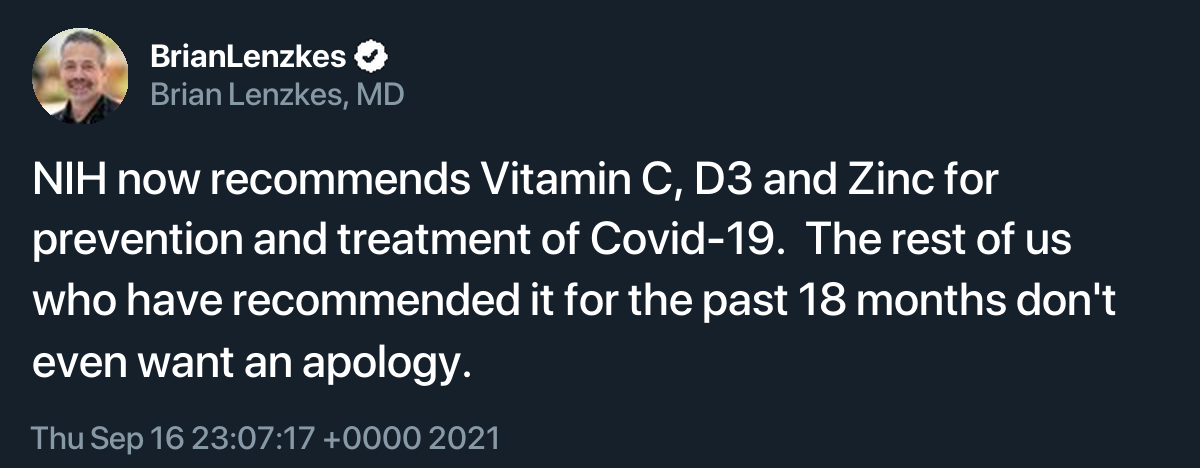 BrianLenzkes
Brian Lenzkes, MD
NIH now recommends Vitamin C, D3 and Zinc for
prevention and treatment of Covid-19.  The rest of us
who have recommended it for the past 18 months don't
even want an apology.
Thu Sep 16 23:07:17 +0000 2021